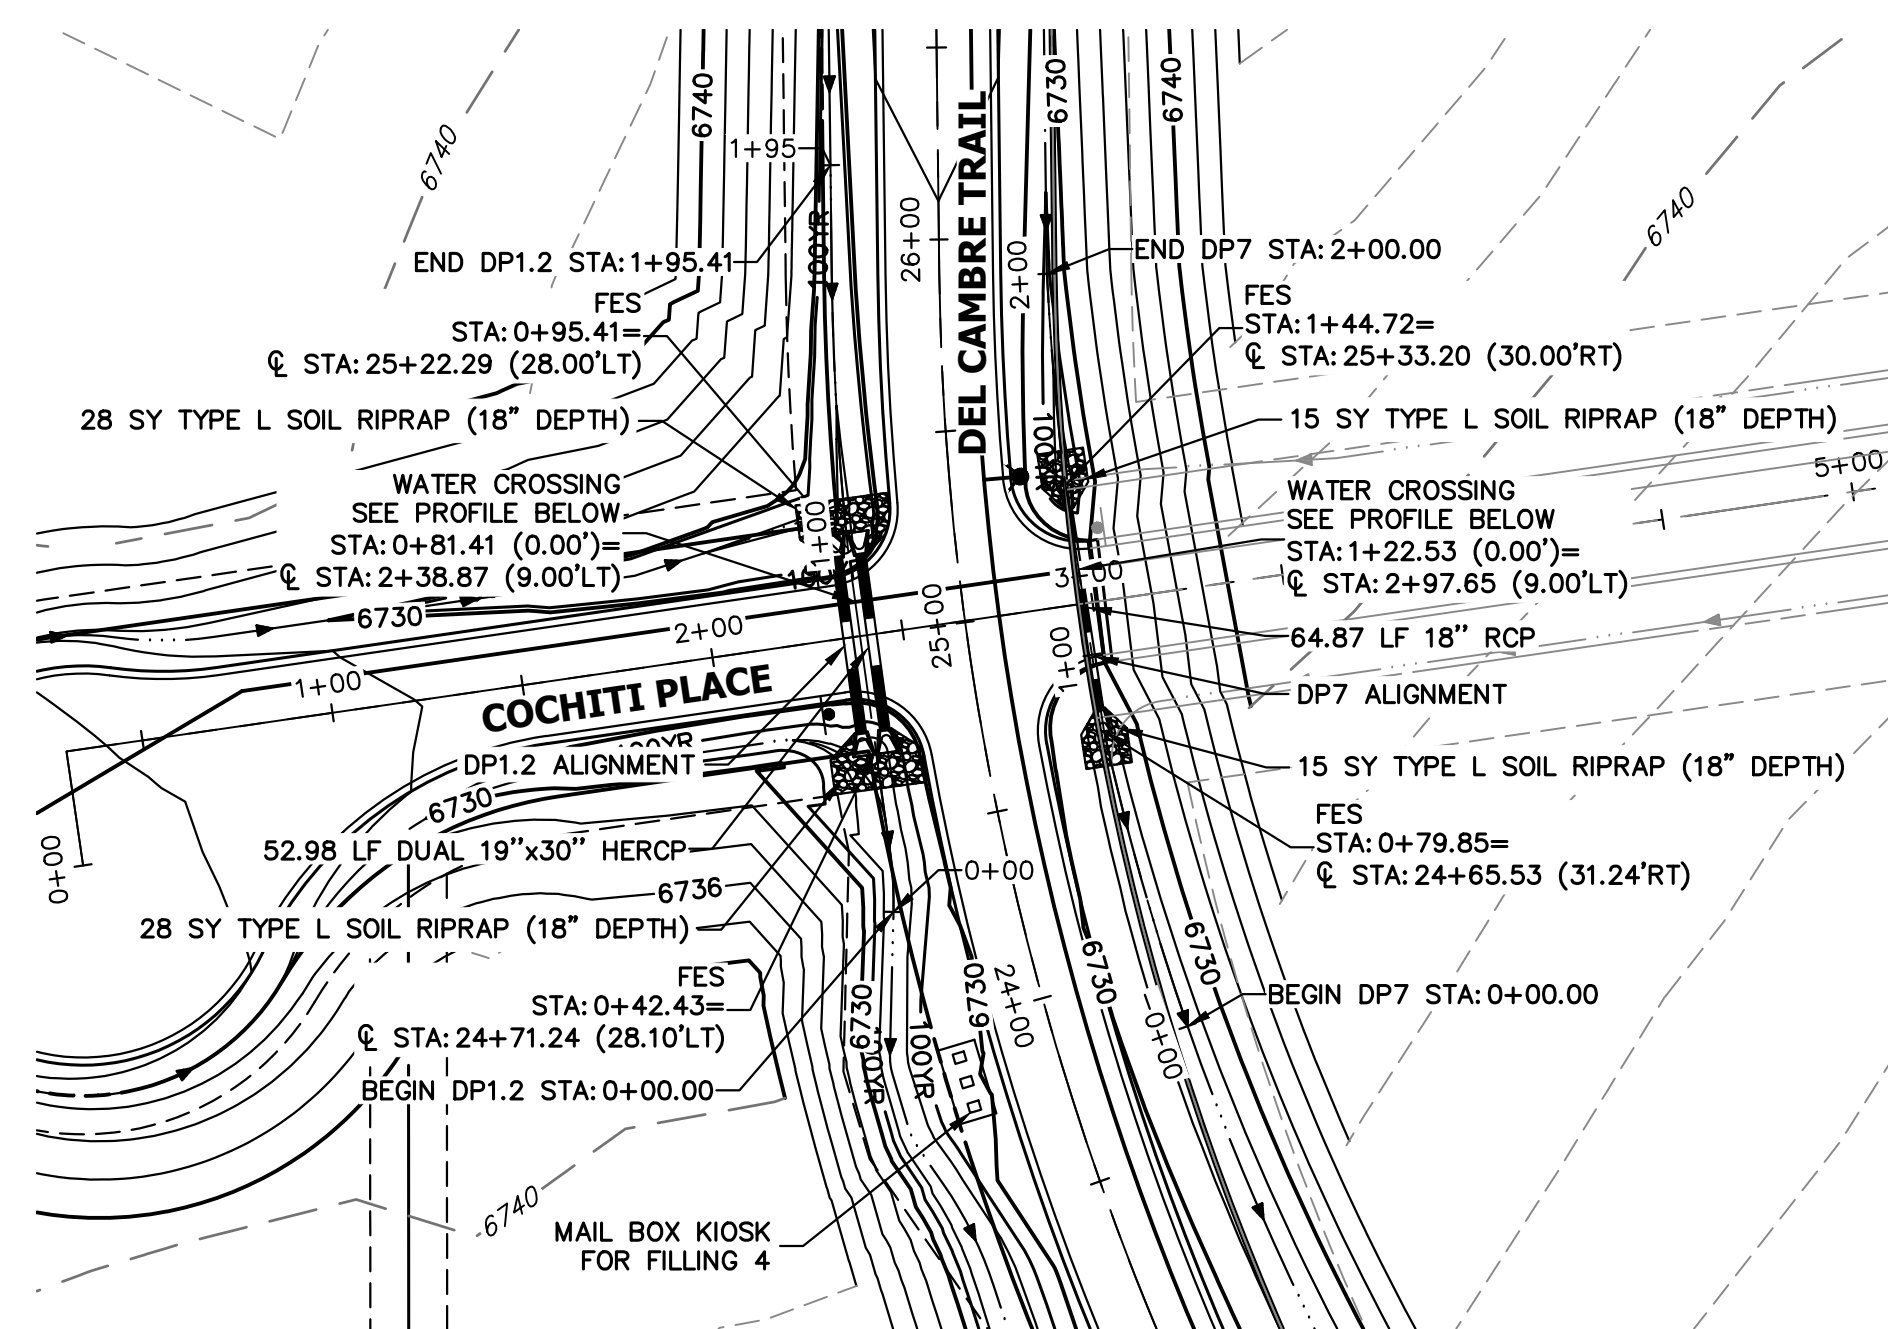 6740
6730
6740
6740
1+95
DEL CAMBRE TRAIL
26+00
100YR
2+00
6740
END DP1.2 STA:1+95.41
END DP7 STA:2+00.00
FES
STA:0+95.41=
℄ STA:25+22.29 (28.00'LT)
FES
STA:1+44.72=
℄ STA:25+33.20 (30.00'RT)
28 SY TYPE L SOIL RIPRAP (18" DEPTH)
15 SY TYPE L SOIL RIPRAP (18" DEPTH)
5+00
WATER CROSSING
SEE PROFILE BELOW
STA:0+81.41 (0.00')=
℄ STA:2+38.87 (9.00'LT)
WATER CROSSING
SEE PROFILE BELOW
STA:1+22.53 (0.00')=
℄ STA:2+97.65 (9.00'LT)
1+00
3+00
6730
2+00
25+00
1+00
64.87 LF 18" RCP
1+00
COCHITI PLACE
DP7 ALIGNMENT
100YR
DP1.2 ALIGNMENT
15 SY TYPE L SOIL RIPRAP (18" DEPTH)
6730
FES
STA:0+79.85=
℄ STA:24+65.53 (31.24'RT)
0+00
52.98 LF DUAL 19"x30" HERCP
0+00
6736
28 SY TYPE L SOIL RIPRAP (18" DEPTH)
FES
STA:0+42.43=
℄ STA:24+71.24 (28.10'LT)
6730
6730
24+00
6730
6730
BEGIN DP7 STA:0+00.00
0+00
100YR
100YR
BEGIN DP1.2 STA:0+00.00
6740
MAIL BOX KIOSK
FOR FILLING 4